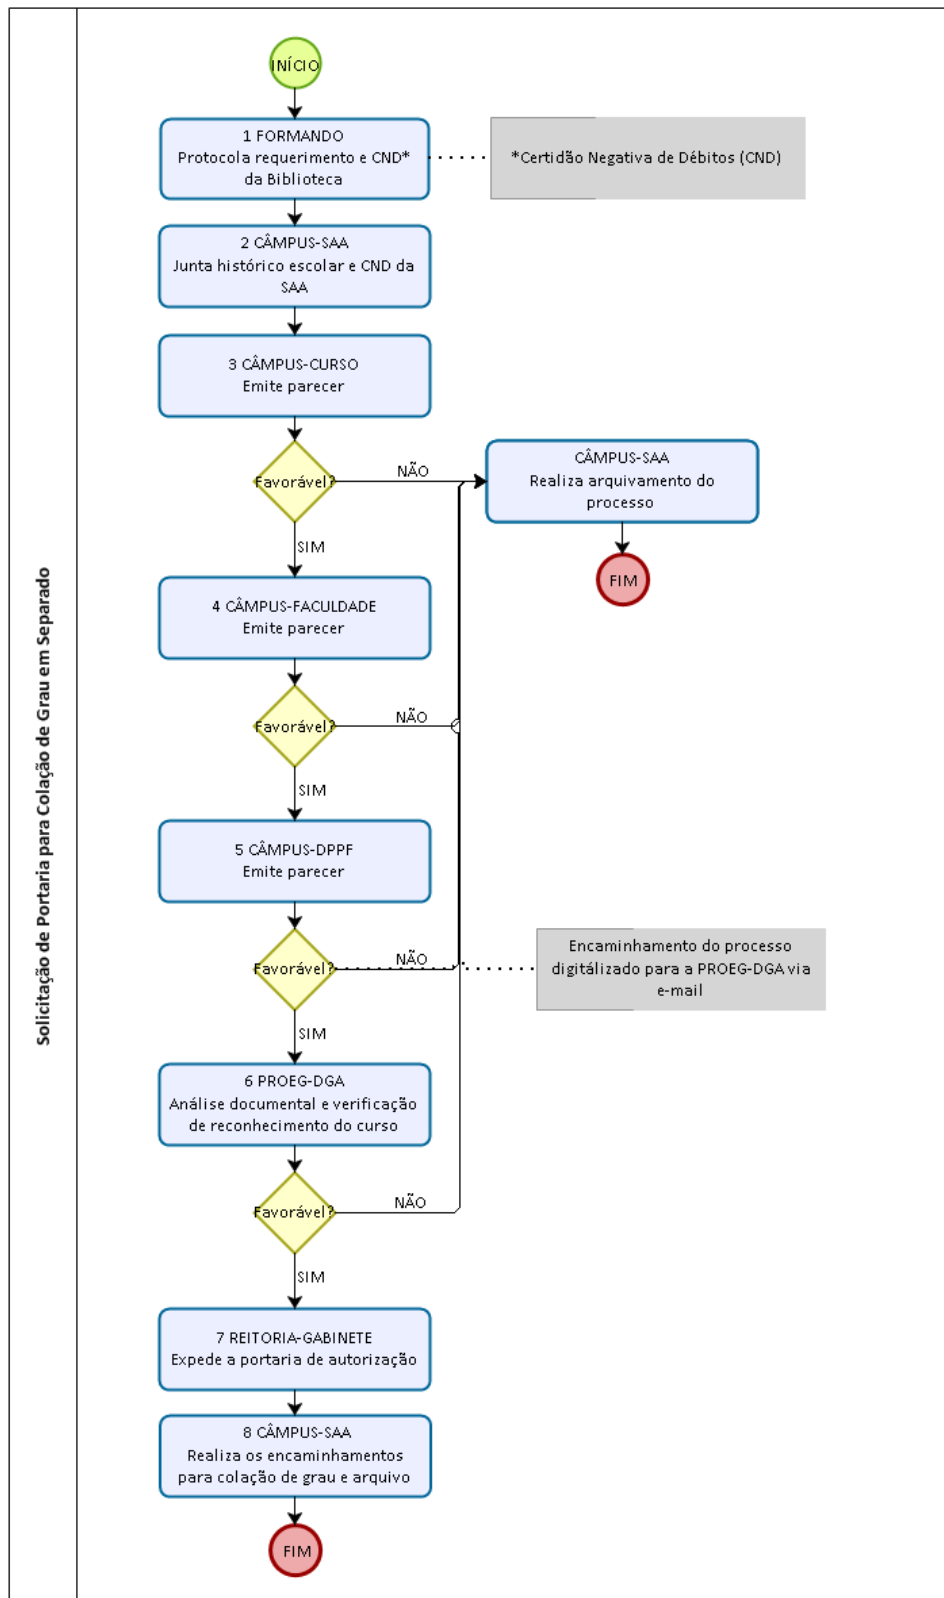 Solicitação de Portaria para Colação de Grau em Separado
INÍCIO
1 FORMANDO
Protocola requerimento e CND*
da Biblioteca
*Certidão Negativa de Débitos (CND)
2 CÂMPUS-SAA
Junta histórico escolar e CND da
SAA
3 CÂMPUS-CURSO
Emite parecer
Favorável?
NÃO
CÂMPUS-SAA
Realiza arquivamento do
processo
FIM
SIM
4 CÂMPUS-FACULDADE
Emite parecer
Favorável?
NÃO
SIM
5 CÂMPUS-DPPF
Emite parecer
Favorável?
NÃO
Encaminhamento do processo
digitálizado para a PROEG-DGA via
e-mail
SIM
6 PROEG-DGA
Análise documental e verificação
de reconhecimento do curso
Favorável?
NÃO
SIM
7 REITORIA-GABINETE
Expede a portaria de autorização
8 CÂMPUS-SAA
Realiza os encaminhamentos
para colação de grau e arquivo
FIM